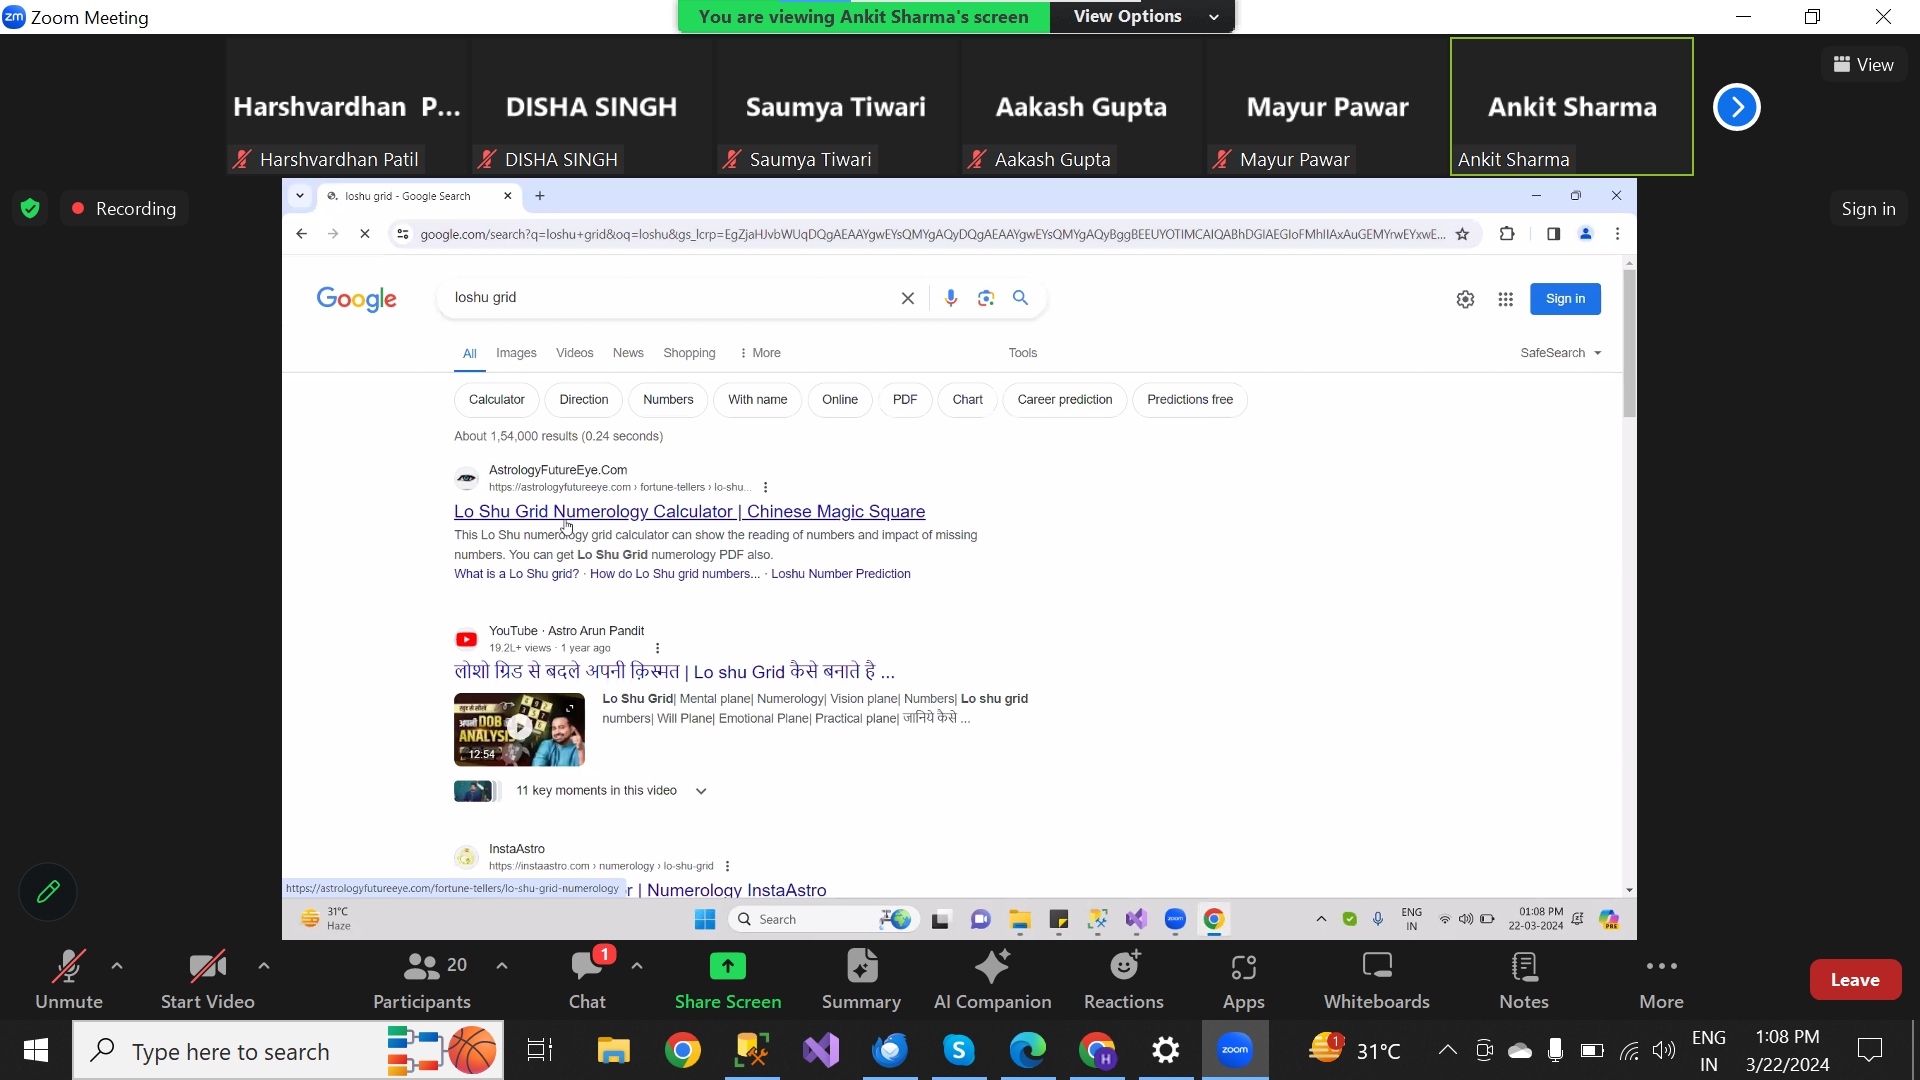 Zoom Meeting
You are viewing Ankit Sharma's screen View Options
Harshvardhan P... DISHA SINGH Saumya Tiwari Aakash Gupta Mayur Pawar Ankit Sharma
View
Harshvardhan Patil DISHA SINGH Saumya Tiwari Aakash Gupta Mayur Pawar Ankit Sharma
Recording
Sign in
loshu grid - Google Search
google.com/search?q=loshu+grid&oq=loshu&gs_lcrp=
Google
loshu grid
Sign in
All Images Videos News Shopping More Tools SafeSearch
Calculator Direction Numbers With name Online PDF Chart Career prediction Predictions free
About 1,54,000 results (0.24 seconds)
AstrologyFutureEye.Com
https://astrologyfutureeye.com › fortune-tellers › lo-shu...
Lo Shu Grid Numerology Calculator | Chinese Magic Square
This Lo Shu numerology grid calculator can show the reading of numbers and impact of missing
numbers. You can get Lo Shu Grid numerology PDF also.
What is a Lo Shu grid? · How do Lo Shu grid numbers... · Loshu Number Prediction
YouTube · Astro Arun Pandit
19.2L+ views · 1 year ago
लोशो ग्रिड से बदले अपनी क़िस्मत | Lo shu Grid कैसे बनाते है ...
Lo Shu Grid| Mental plane| Numerology| Vision plane| Numbers| Lo shu grid
numbers| Will Plane| Emotional Plane| Practical plane| जानिये कैसे ...
अपनी DOB
ANALYSIS
12:54
11 key moments in this video
InstaAstro
https://instaastro.com › numerology › lo-shu-grid
https://astrologyfutureeye.com/fortune-tellers/lo-shu-grid-numerology
r | Numerology InstaAstro
31°C
Haze
Search
ENG
IN
01:08 PM
22-03-2024
PRE
Unmute Start Video Participants 20 Chat 1 Share Screen Summary AI Companion Reactions Apps Whiteboards Notes More Leave
Type here to search
zoom
1
31°C
ENG
IN
1:08 PM
3/22/2024